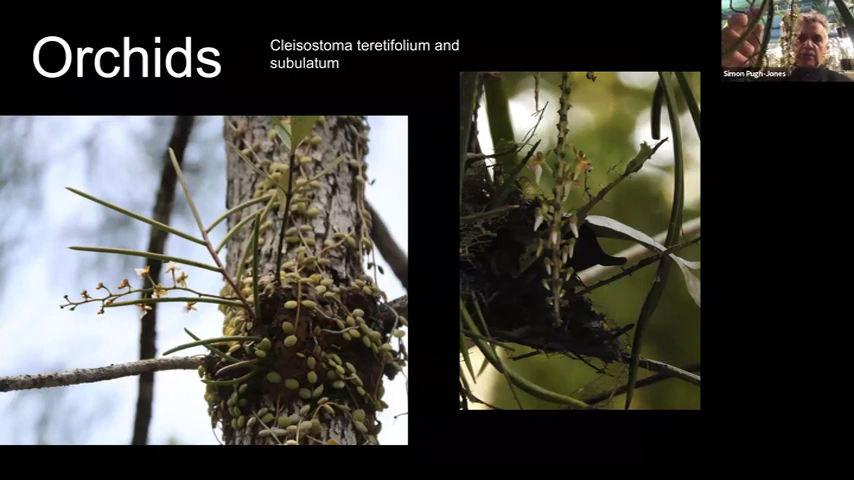 Orchids
Cleisostoma teretifolium and
subulatum
Simon Pugh-Jones